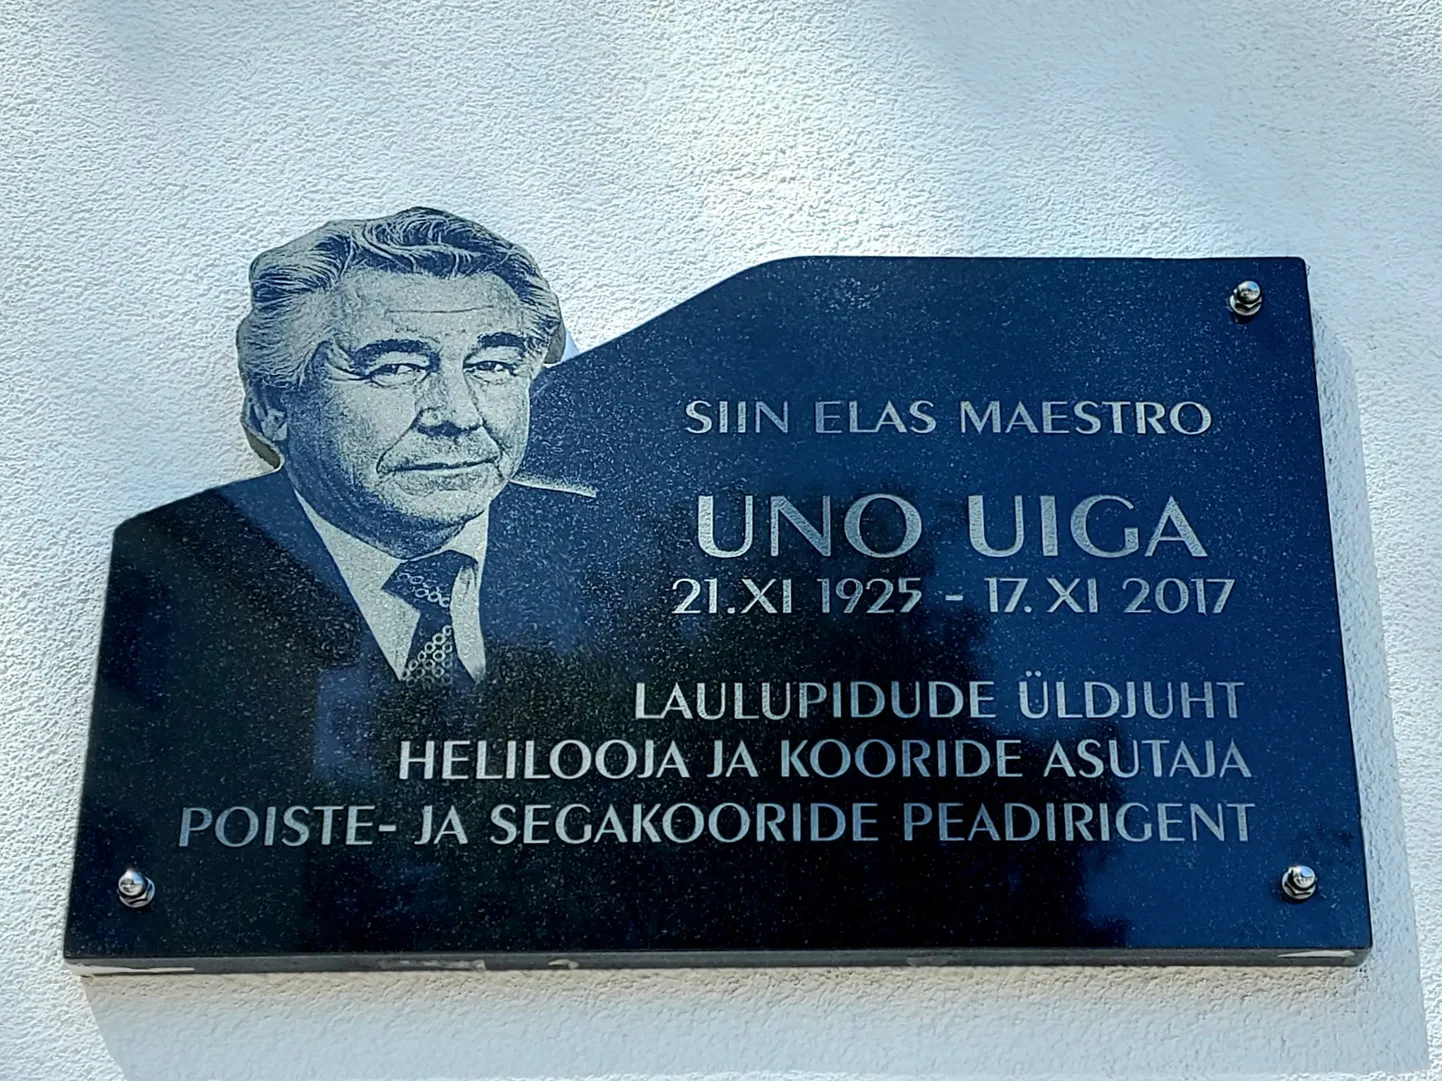 SIIN ELAS MAESTRO
UNO UIGA
21.XI 1925 - 17. XI 2017
LAULUPIDUDE ÜLDJUHT
HELILOOJA JA KOORIDE ASUTAJA
POISTE- JA SEGAKOORIDE PEADIRIGENT